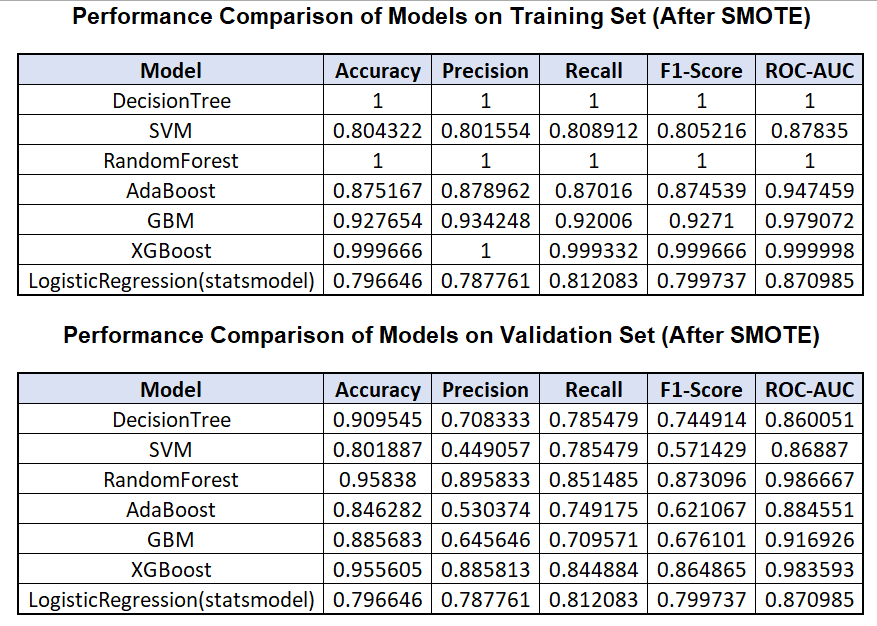 Performance Comparison of Models on Training Set (After SMOTE)
Model Accuracy Precision Recall F1-Score ROC-AUC
DecisionTree 1 1 1 1 1
SVM 0.804322 0.801554 0.808912 0.805216 0.87835
RandomForest 1 1 1 1 1
AdaBoost 0.875167 0.878962 0.87016 0.874539 0.947459
GBM 0.927654 0.934248 0.92006 0.9271 0.979072
XGBoost 0.999666 1 0.999332 0.999666 0.999998
LogisticRegression(statsmodel) 0.796646 0.787761 0.812083 0.799737 0.870985
Performance Comparison of Models on Validation Set (After SMOTE)
Model Accuracy Precision Recall F1-Score ROC-AUC
DecisionTree 0.909545 0.708333 0.785479 0.744914 0.860051
SVM 0.801887 0.449057 0.785479 0.571429 0.86887
RandomForest 0.95838 0.895833 0.851485 0.873096 0.986667
AdaBoost 0.846282 0.530374 0.749175 0.621067 0.884551
GBM 0.885683 0.645646 0.709571 0.676101 0.916926
XGBoost 0.955605 0.885813 0.844884 0.864865 0.983593
LogisticRegression(statsmodel) 0.796646 0.787761 0.812083 0.799737 0.870985